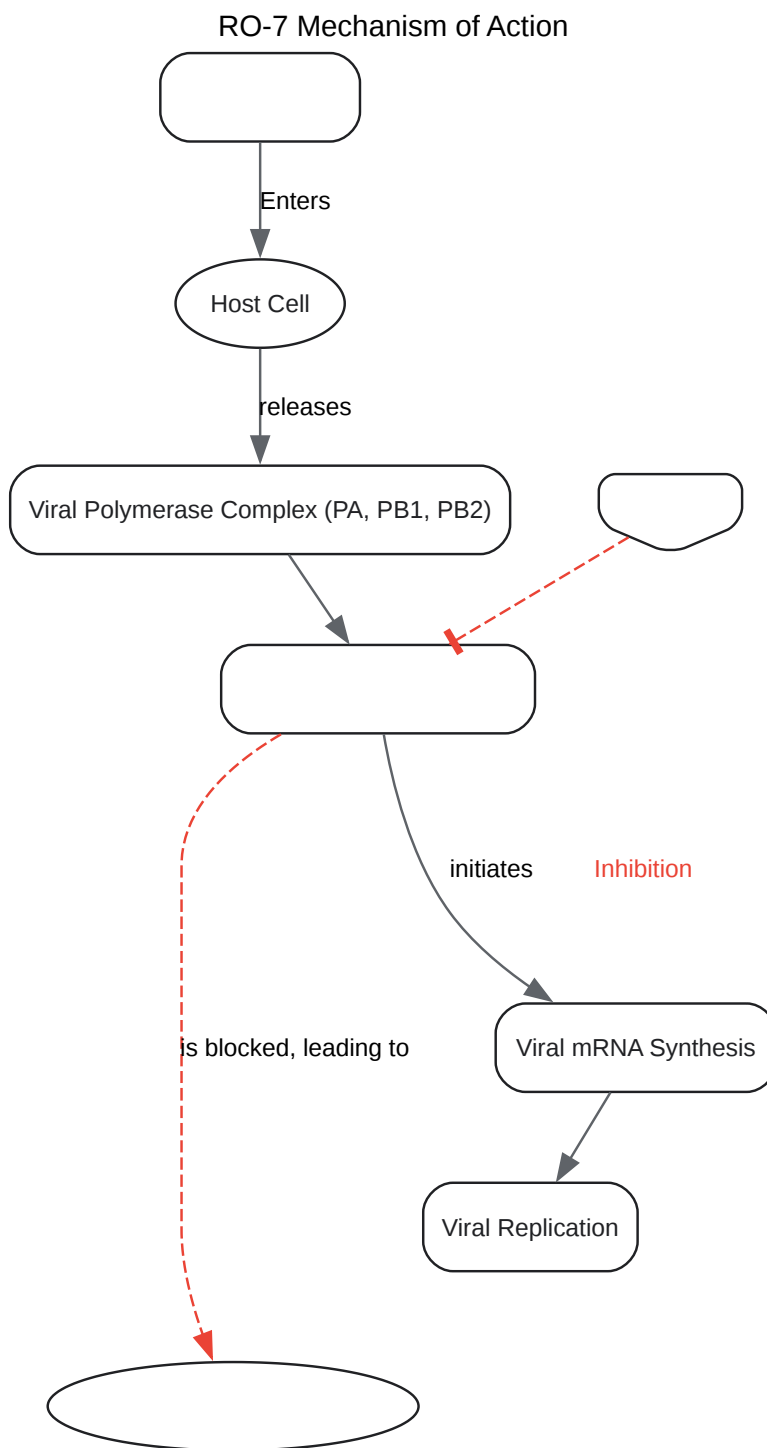 RO-7 Mechanism of Action
Enters
Host Cell
releases
Viral Polymerase Complex (PA, PB1, PB2)
initiates
Inhibition
is blocked, leading to
Viral mRNA Synthesis
Viral Replication